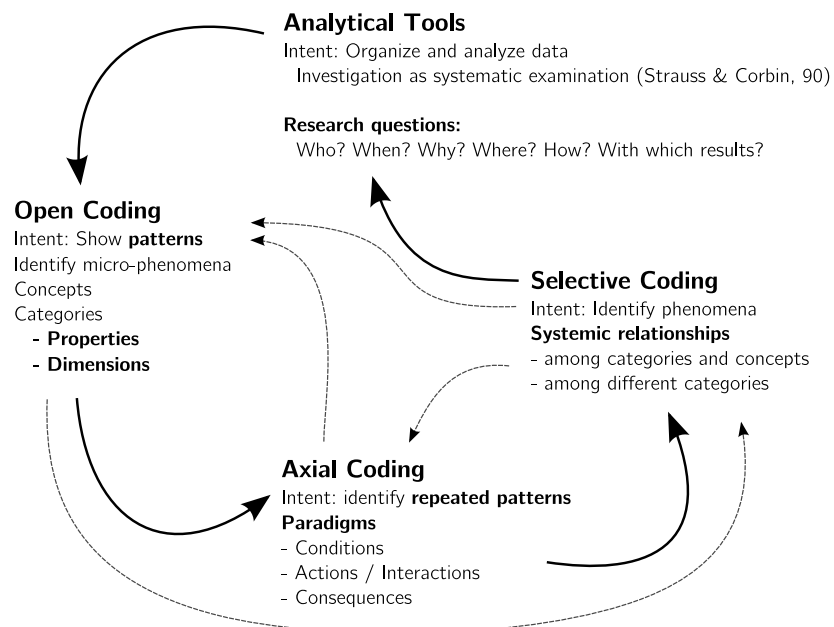 Analytical Tools
Intent: Organize and analyze data
Investigation as systematic examination (Strauss & Corbin, 90)
Research questions:
Who? When? Why? Where? How? With which results?
Open Coding
Intent: Show patterns
Identify micro-phenomena
Concepts
Categories
- Properties
- Dimensions
Selective Coding
Intent: Identify phenomena
Systemic relationships
- among categories and concepts
- among different categories
Axial Coding
Intent: identify repeated patterns
Paradigms
- Conditions
- Actions / Interactions
- Consequences